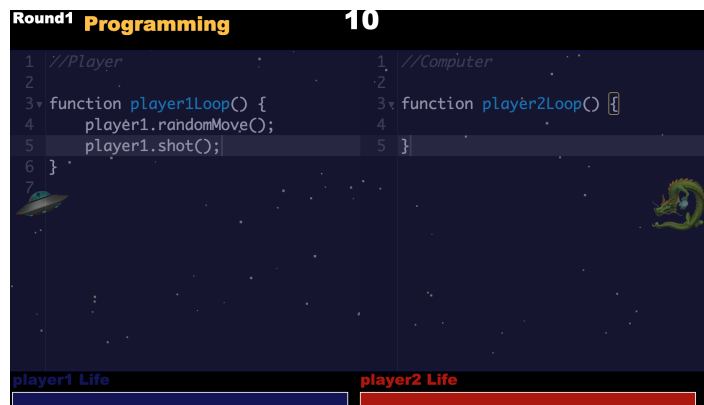 Round1 Programming 10
1 //Player
2
3 function player1Loop() {
4 player1.randomMove();
5 player1.shot();
6 }
7
1 //Computer
2
3 function player2Loop() {
4
5 }
player1 Life
player2 Life